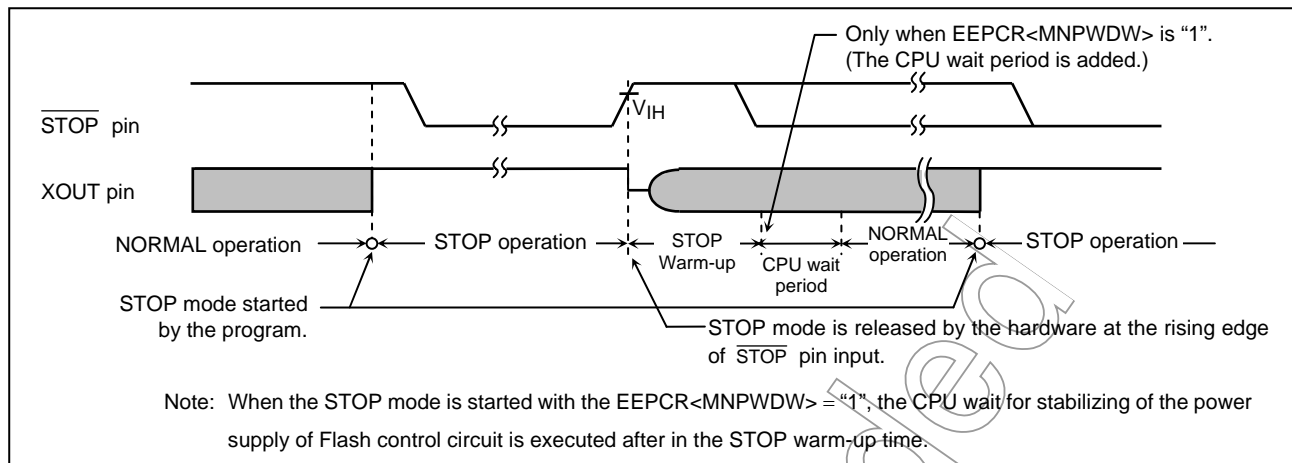 Only when EEPCR<MNPWDW> is “1”.
(The CPU wait period is added.)
STOP pin
VIH
XOUT pin
NORMAL operation
STOP operation
STOP
Warm-up
CPU wait
period
NORMAL
operation
STOP operation
STOP mode started
by the program.
STOP mode is released by the hardware at the rising edge
of STOP pin input.
Note: When the STOP mode is started with the EEPCR<MNPWDW> = “1”, the CPU wait for stabilizing of the power
supply of Flash control circuit is executed after in the STOP warm-up time.
ded